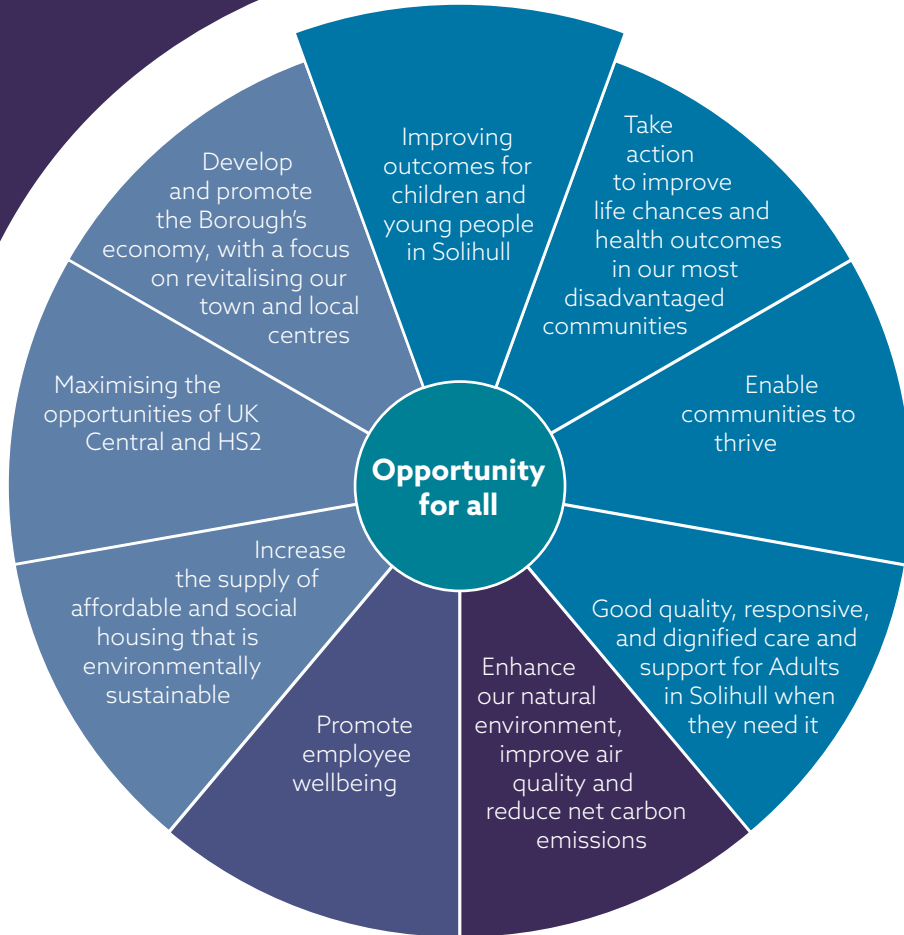 Improving
outcomes for
children and
young people
in Solihull
Take
action
to improve
life chances and
health outcomes
in our most
disadvantaged
communities
Enable
communities to
thrive
Good quality, responsive,
and dignified care and
support for Adults
in Solihull when
they need it
Enhance
our natural
environment,
improve air
quality and
reduce net carbon
emissions
Promote
employee
wellbeing
Increase
the supply of
affordable and social
housing that is
environmentally
sustainable
Maximising the
opportunities of UK
Central and HS2
Develop
and promote
the Borough’s
economy, with a focus
on revitalising our
town and local
centres
Opportunity
for all